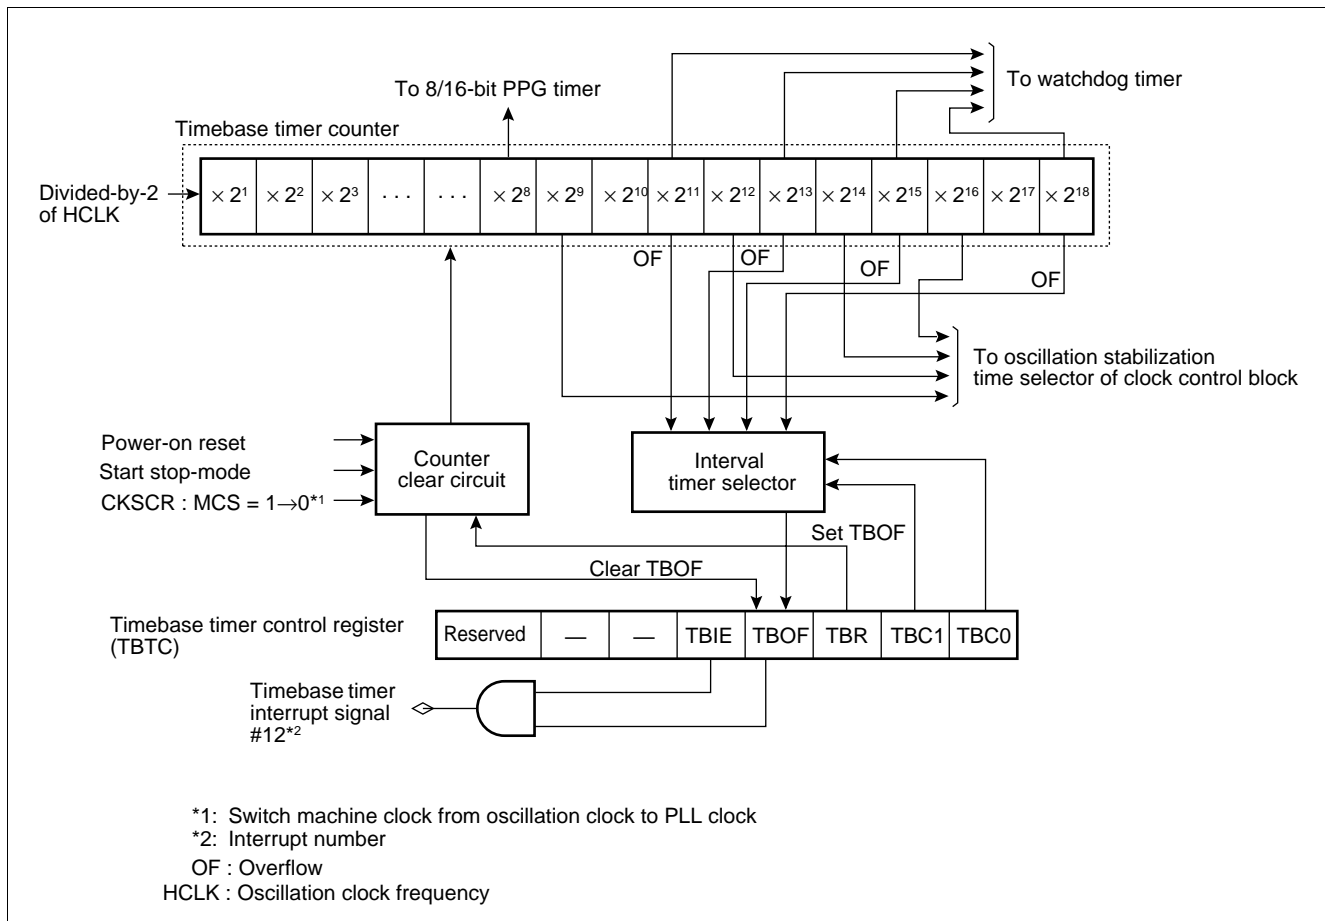 To watchdog timer
To 8/16-bit PPG timer
Timebase timer counter
Divided-by-2
of HCLK
× 2¹ × 2² × 2³ · · · · · · × 2⁸ × 2⁹ × 2¹⁰ × 2¹¹ × 2¹² × 2¹³ × 2¹⁴ × 2¹⁵ × 2¹⁶ × 2¹⁷ × 2¹⁸
OF OF OF OF
To oscillation stabilization
time selector of clock control block
Power-on reset
Start stop-mode
CKSCR : MCS = 1→0*¹
Counter
clear circuit
Interval
timer selector
Set TBOF
Clear TBOF
Timebase timer control register
(TBTC)
Reserved — — TBIE TBOF TBR TBC1 TBC0
Timebase timer
interrupt signal
#12*²
*1: Switch machine clock from oscillation clock to PLL clock
*2: Interrupt number
OF : Overflow
HCLK : Oscillation clock frequency